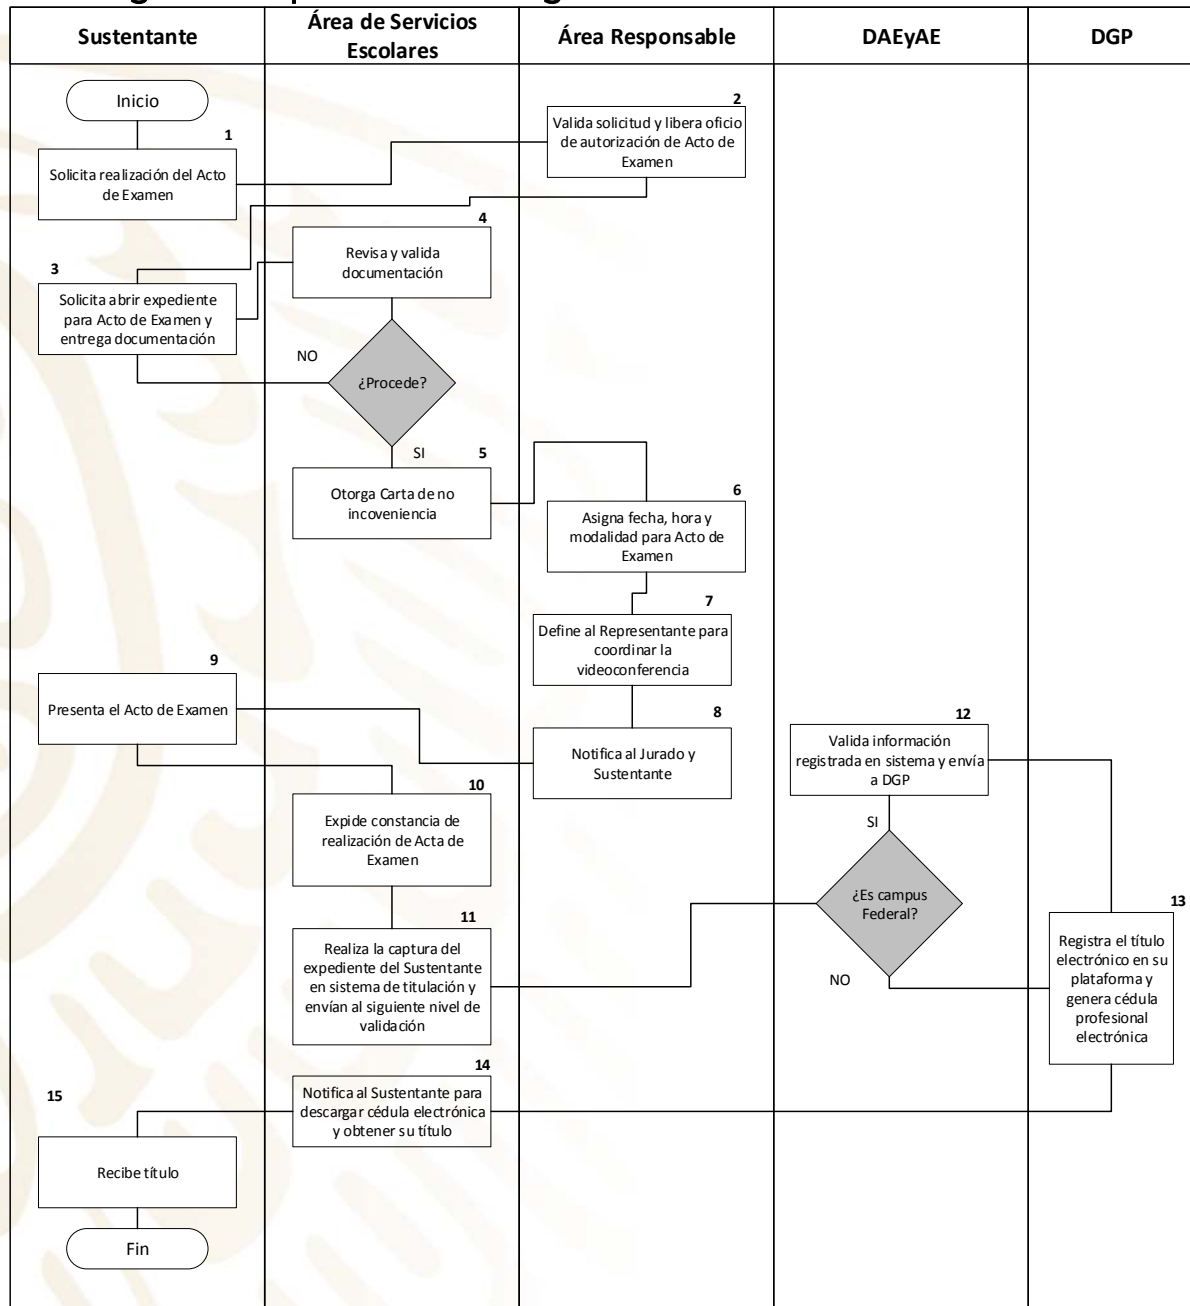 Sustentante
Área de Servicios
Escolares
Área Responsable
DAEyAE
DGP
Inicio
1
Solicita realización del Acto
de Examen
2
Valida solicitud y libera oficio
de autorización de Acto de
Examen
3
Solicita abrir expediente
para Acto de Examen y
entrega documentación
4
Revisa y valida
documentación
NO
¿Procede?
SI
5
Otorga Carta de no
incoveniencia
6
Asigna fecha, hora y
modalidad para Acto de
Examen
7
Define al Representante para
coordinar la
videoconferencia
8
Notifica al Jurado y
Sustentante
9
Presenta el Acto de Examen
10
Expide constancia de
realización de Acta de
Examen
11
Realiza la captura del
expediente del Sustentante
en sistema de titulación y
envían al siguiente nivel de
validación
12
Valida información
registrada en sistema y envía
a DGP
SI
¿Es campus
Federal?
NO
13
Registra el título
electrónico en su
plataforma y
genera cédula
profesional
electrónica
14
Notifica al Sustentante para
descargar cédula electrónica
y obtener su título
15
Recibe título
Fin